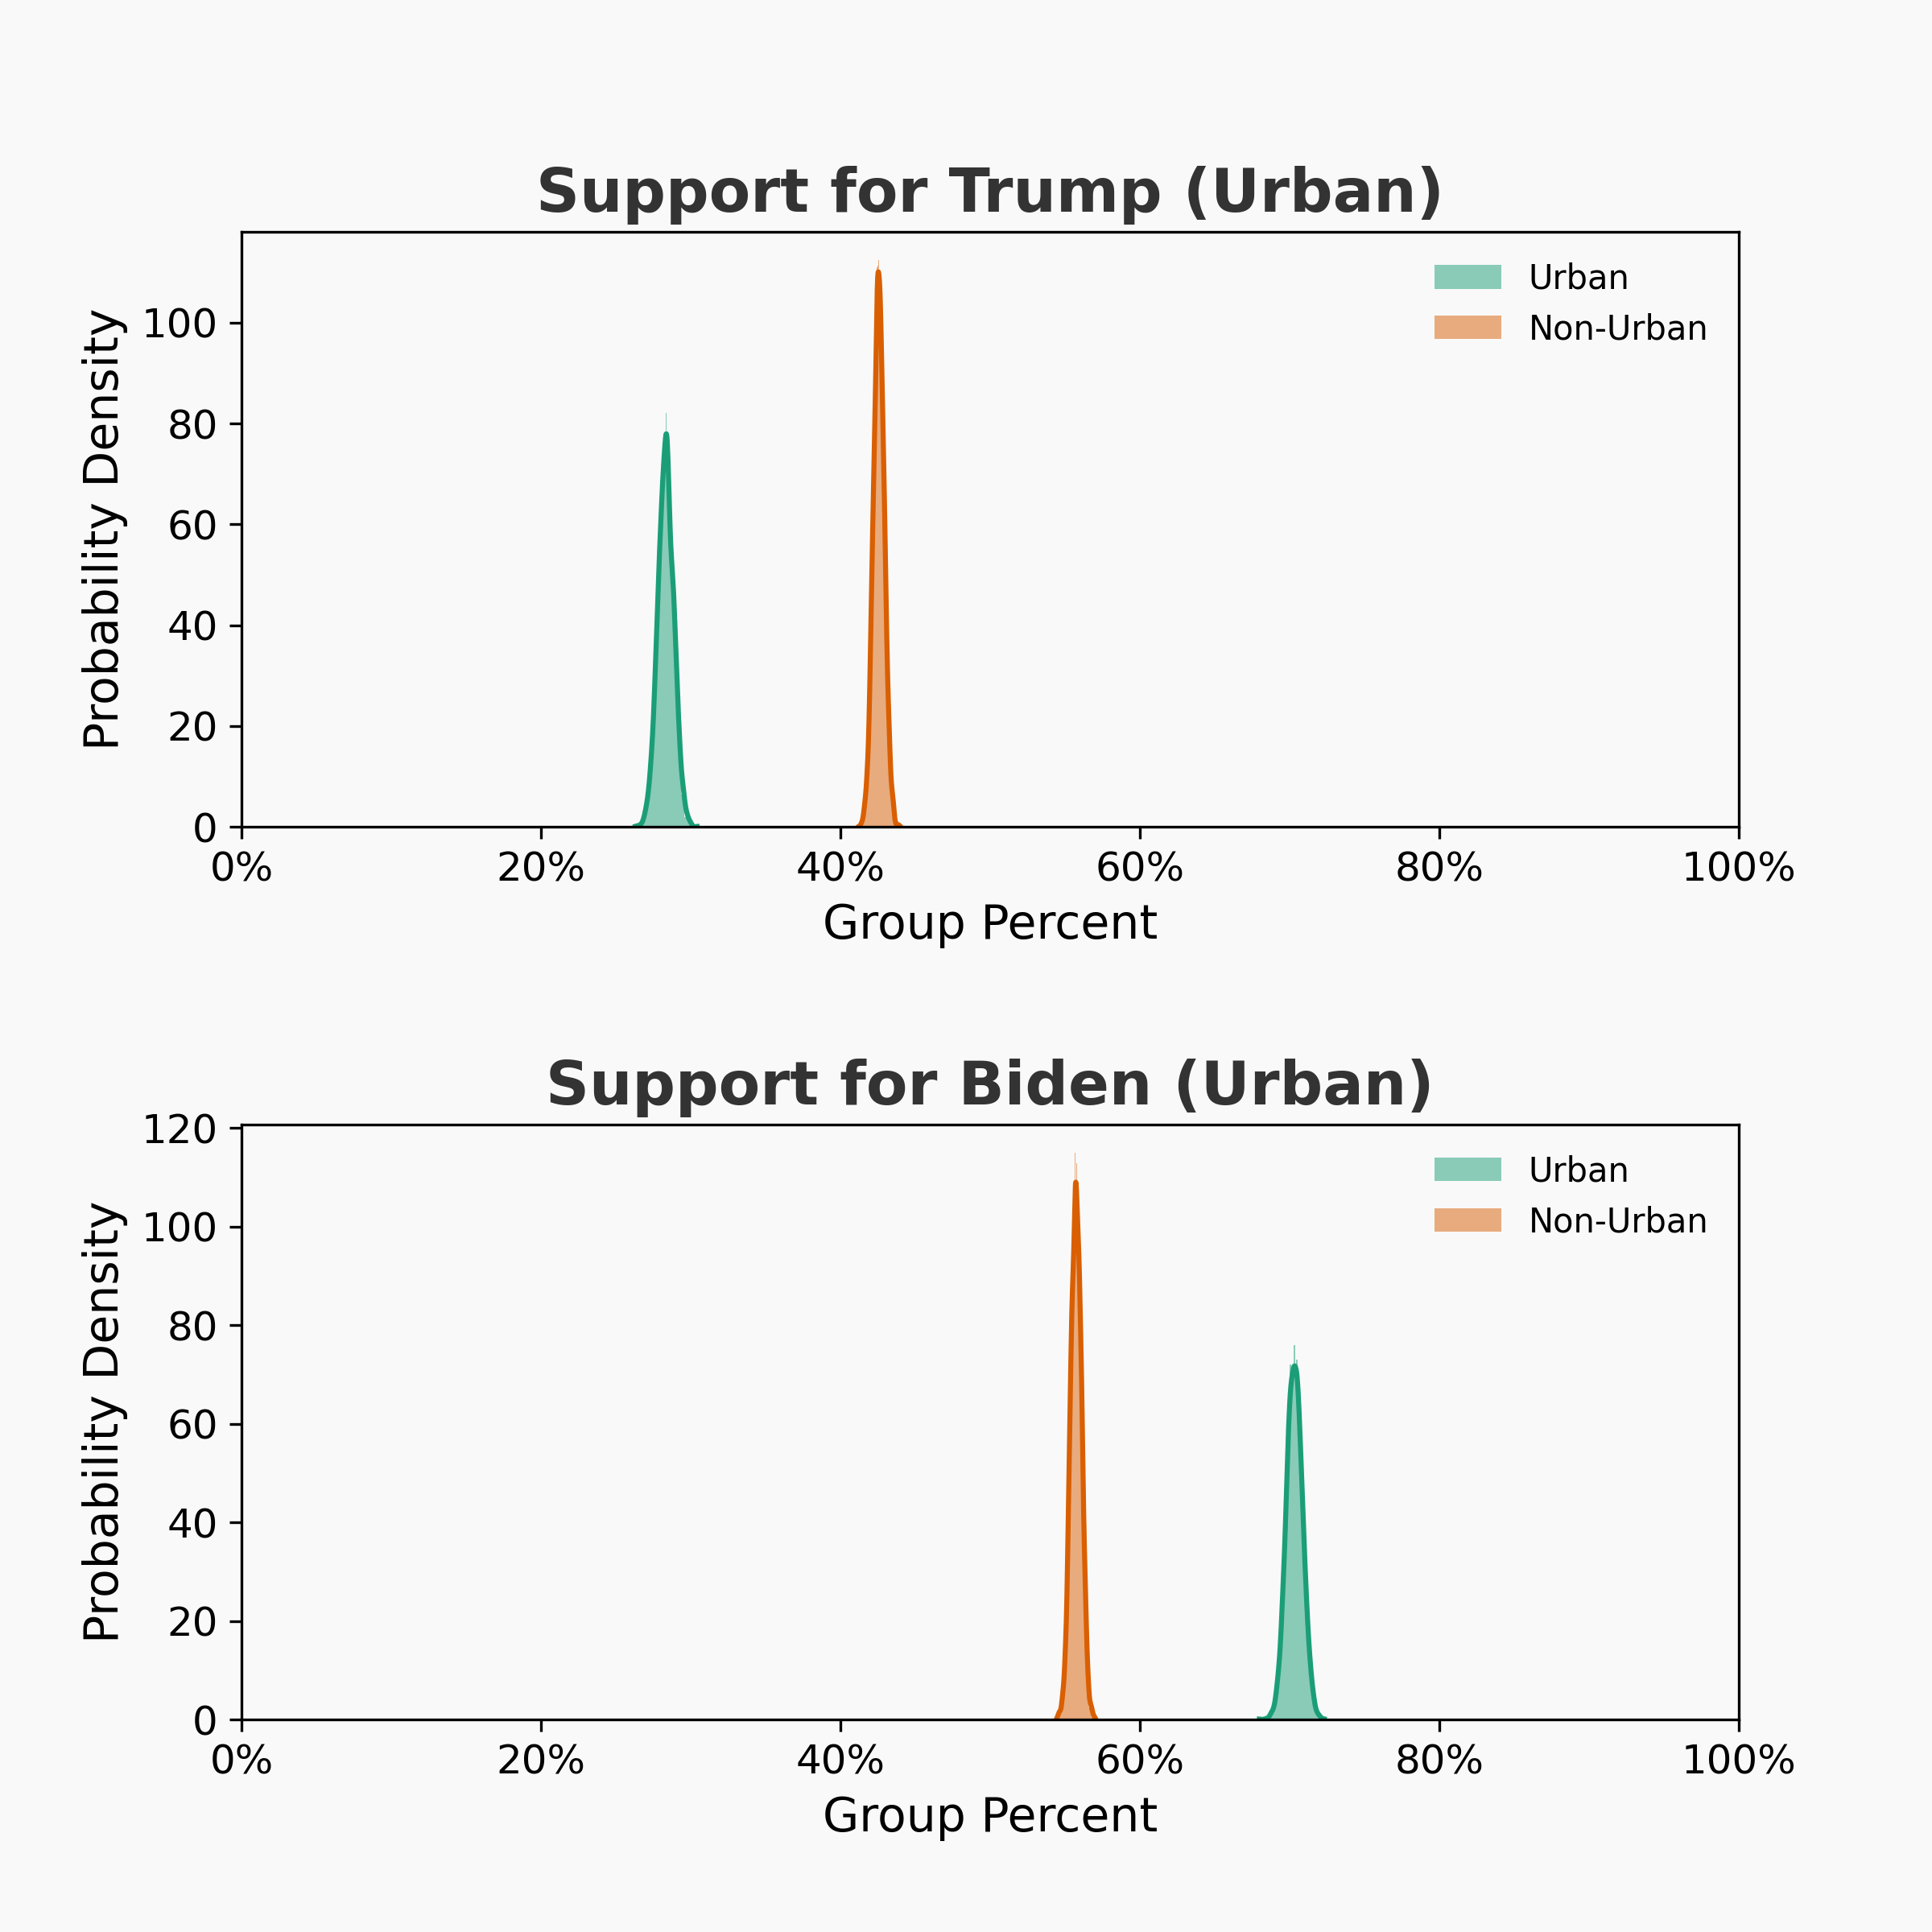 Support for Trump (Urban)
Urban
Non-Urban
Probability Density
100
80
60
40
20
0
0% 20% 40% 60% 80% 100%
Group Percent
Support for Biden (Urban)
Urban
Non-Urban
Probability Density
120
100
80
60
40
20
0
0% 20% 40% 60% 80% 100%
Group Percent